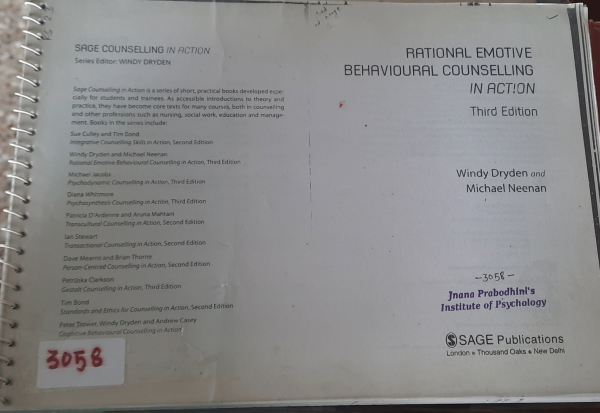 SAGE COUNSELLING IN ACTION
Series Editor: WINDY DRYDEN
Sage Counselling in Action is a series of short, practical books developed espe-
cially for students and trainees. As accessible introductions to theory and
practice, they have become core texts for many courses, both in counselling
and other professions such as nursing, social work, education and manage-
ment. Books in the series include:
Sue Culley and Tim Bond
Integrative Counselling Skills in Action, Second Edition
Windy Dryden and Michael Neenan
Rational Emotive Behavioural Counselling in Action, Third Edition
Michael Jacobs
Psychodynamic Counselling in Action, Third Edition
Diana Whitmore
Psychosynthesis Counselling in Action, Third Edition
Patricia D'Ardenne and Aruna Mahtani
Transcultural Counselling in Action, Second Edition
Ian Stewart
Transactional Counselling in Action, Second Edition
Dave Mearns and Brian Thorne
Person-Centred Counselling in Action, Second Edition
Petrūska Clarkson
Gestalt Counselling in Action, Third Edition
Tim Bond
Standards and Ethics for Counselling in Action, Second Edition
Peter Trower, Windy Dryden and Andrew Casey
Cognitive Behavioural Counselling in Action
3058
RATIONAL EMOTIVE
BEHAVIOURAL COUNSELLING
IN ACTION
Third Edition
Windy Dryden and
Michael Neenan
-3058-
Jnana Prabodhini's
Institute of Psychology
SAGE Publications
London • Thousand Oaks • New Delhi